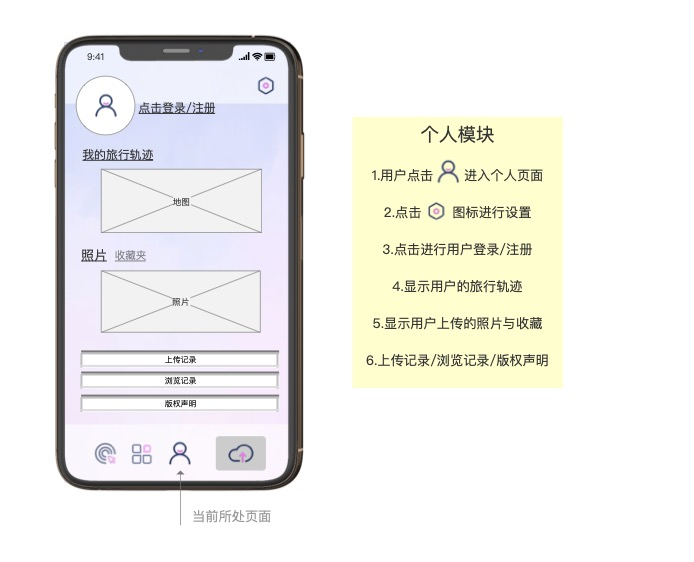 9:41
点击登录/注册
我的旅行轨迹
地图
照片 收藏夹
照片
上传记录
浏览记录
版权声明
当前所处页面
个人模块
1.用户点击 进入个人页面
2.点击 图标进行设置
3.点击进行用户登录/注册
4.显示用户的旅行轨迹
5.显示用户上传的照片与收藏
6.上传记录/浏览记录/版权声明